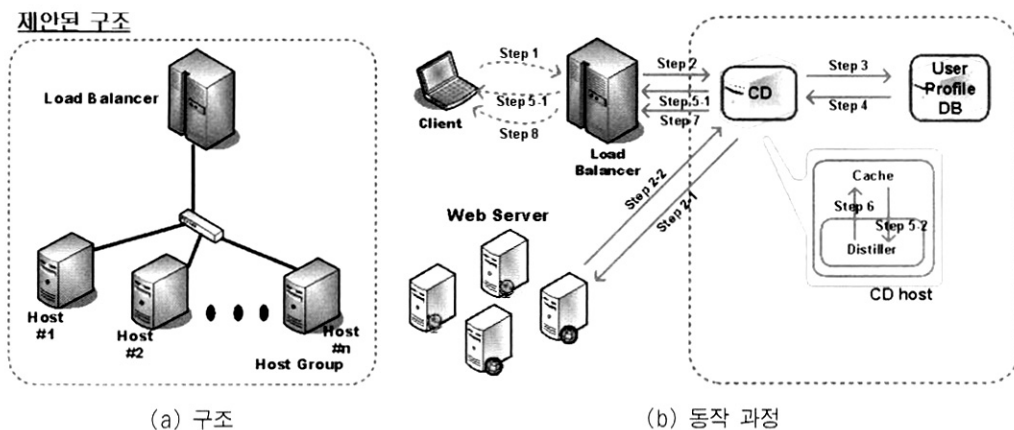 제안된 구조
Load Balancer
Host
#1
Host
#2
Host
#n
Host Group
(a) 구조
Step 1
Step 5-1
Step 8
Client
Load
Balancer
Step 2
Step 5-1
Step 7
CD
Step 3
Step 4
User
Profile
DB
Step 2-2
Step 2-1
Web Server
Cache
Step 6
Step 5-2
Distiller
CD host
(b) 동작 과정